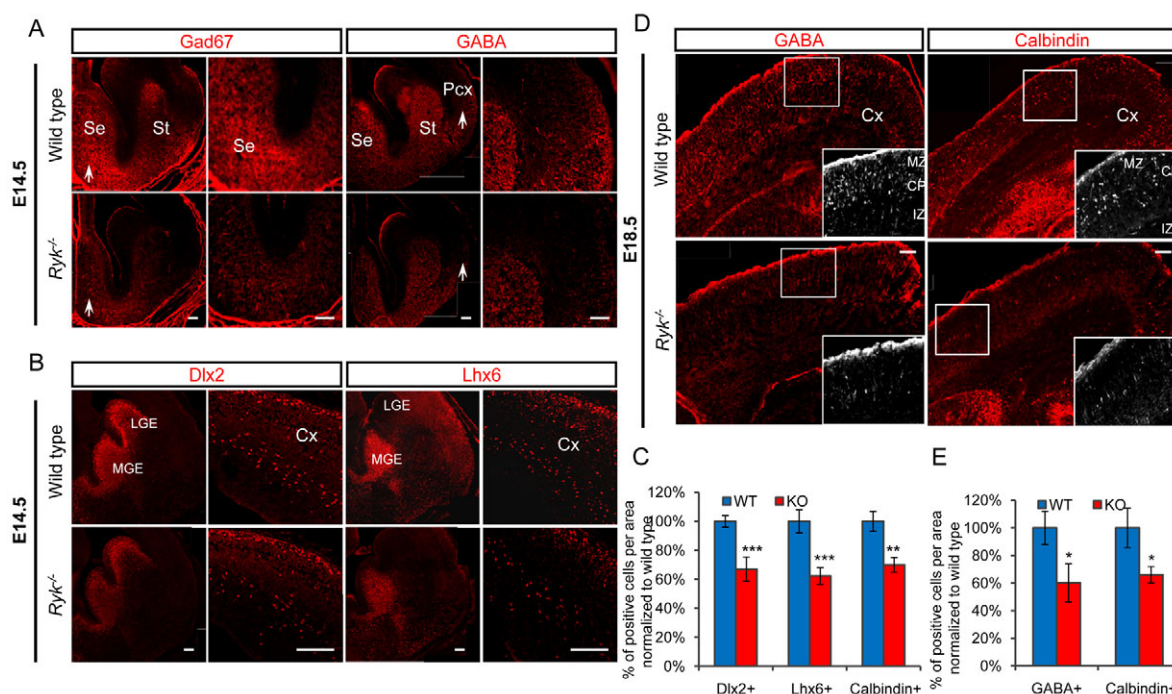 A
Gad67
GABA
E14.5
Wild type
Ryk-/-
Se
St
Se
Se
St
Pcx
B
Dlx2
Lhx6
E14.5
Wild type
Ryk-/-
LGE
MGE
Cx
LGE
MGE
Cx
D
GABA
Calbindin
E18.5
Wild type
Ryk-/-
Cx
MZ
CP
IZ
Cx
MZ
IZ
C
% of positive cells per area
normalized to wild type
WT
KO
120%
100%
80%
60%
40%
20%
0%
***
***
**
Dlx2+
Lhx6+
Calbindin+
E
% of positive cells per area
normalized to wild type
WT
KO
120%
100%
80%
60%
40%
20%
0%
*
*
GABA+
Calbindin+